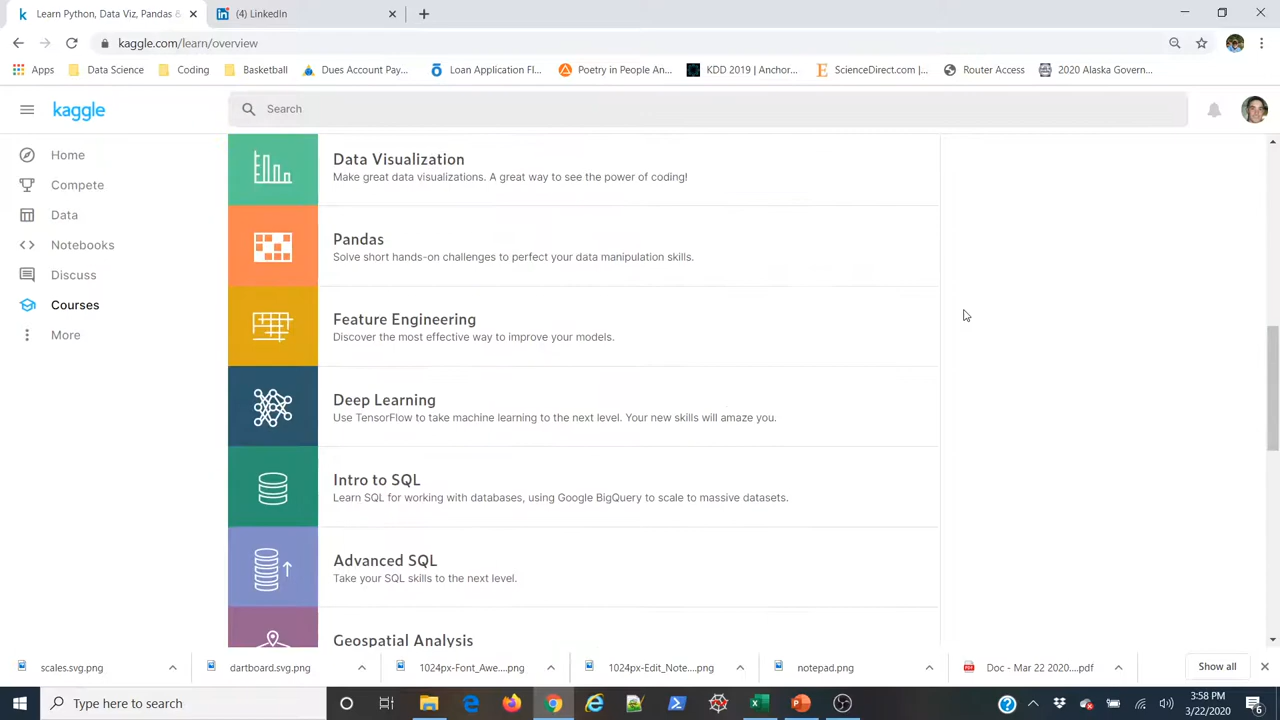 Learn Python, Data Viz, Pandas &
(4) LinkedIn
kaggle.com/learn/overview
Apps
Data Science
Coding
Basketball
Dues Account Pay...
Loan Application Fl...
Poetry in People An...
KDD 2019 | Anchor...
ScienceDirect.com |...
Router Access
2020 Alaska Govern...
kaggle
Search
Home
Compete
Data
Notebooks
Discuss
Courses
More
Data Visualization
Make great data visualizations. A great way to see the power of coding!
Pandas
Solve short hands-on challenges to perfect your data manipulation skills.
Feature Engineering
Discover the most effective way to improve your models.
Deep Learning
Use TensorFlow to take machine learning to the next level. Your new skills will amaze you.
Intro to SQL
Learn SQL for working with databases, using Google BigQuery to scale to massive datasets.
Advanced SQL
Take your SQL skills to the next level.
Geospatial Analysis
scales.svg.png
dartboard.svg.png
1024px-Font_Awe....png
1024px-Edit_Note....png
notepad.png
Doc - Mar 22 2020....pdf
Show all
Type here to search
3:58 PM
3/22/2020
6